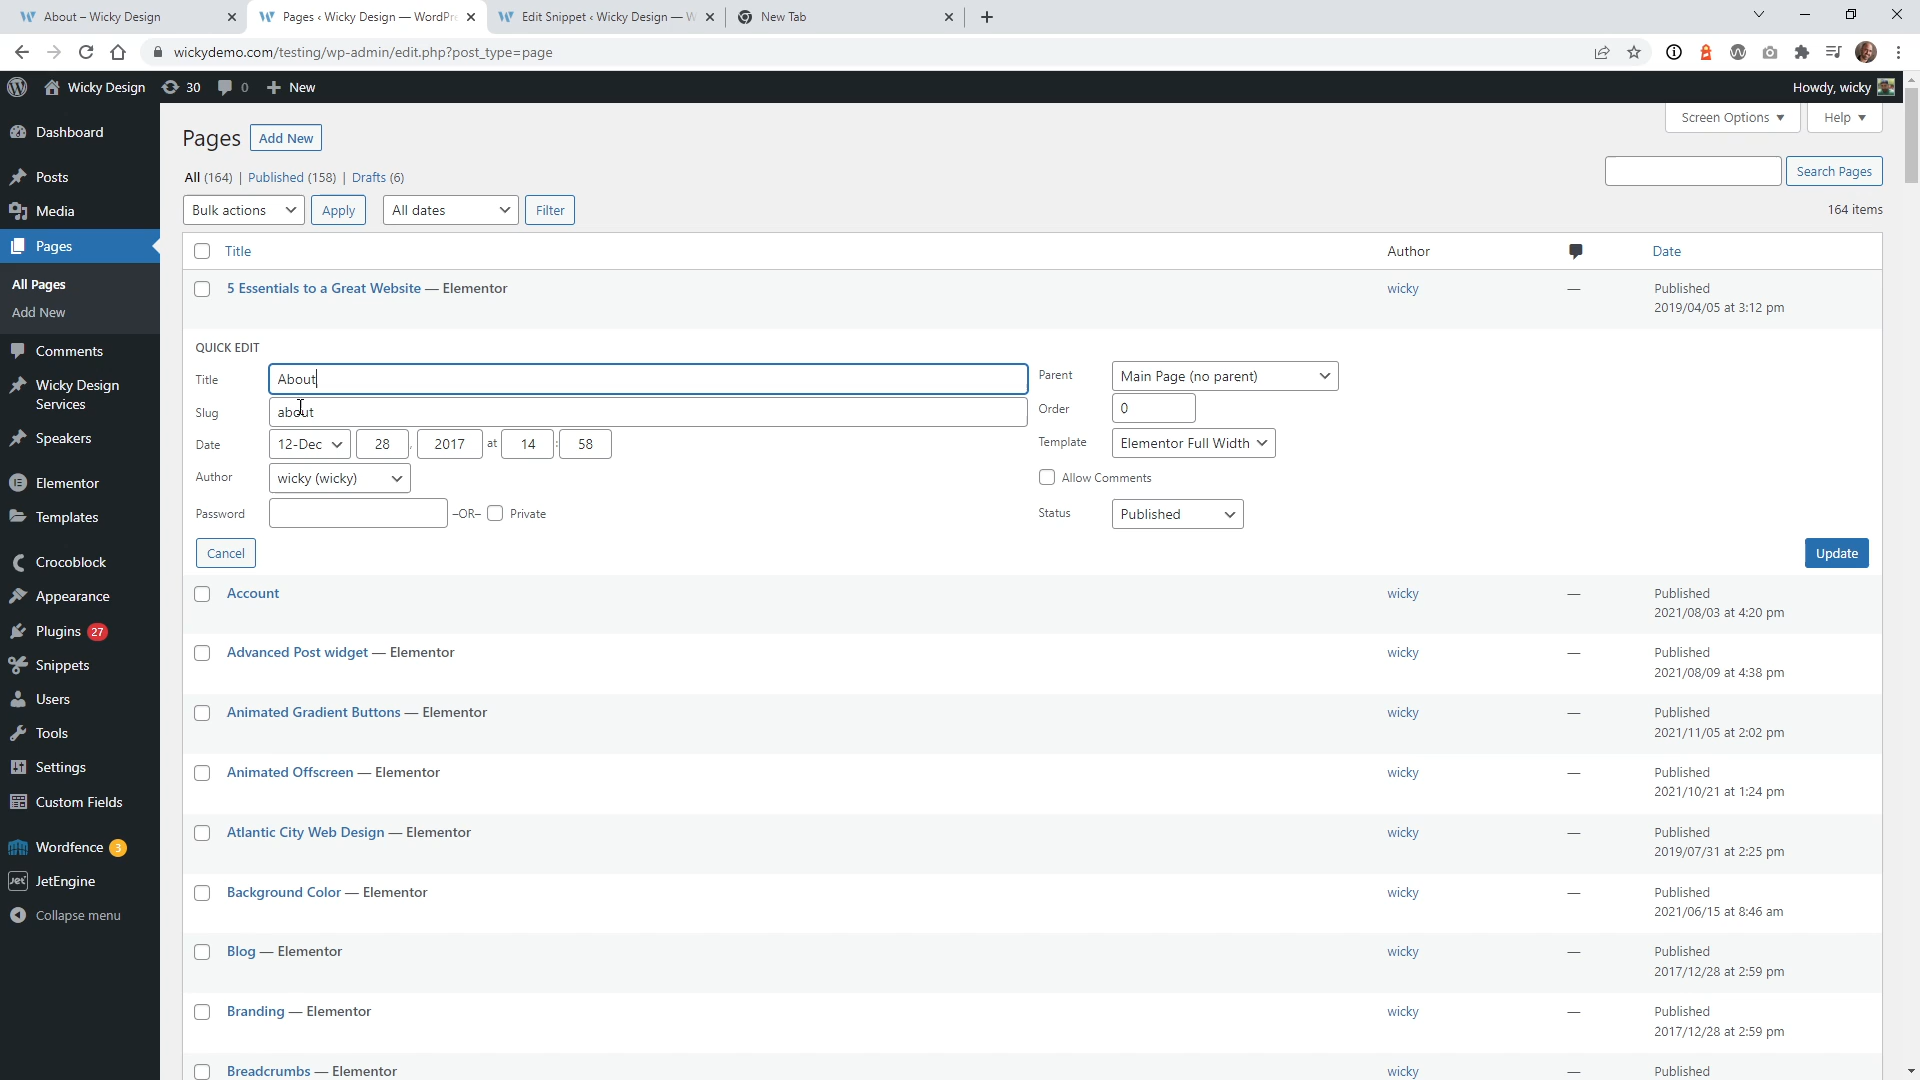 About – Wicky Design
Pages ‹ Wicky Design — WordPre
Edit Snippet ‹ Wicky Design — W
New Tab
wickydemo.com/testing/wp-admin/edit.php?post_type=page
Wicky Design
30
0
New
Howdy, wicky
Dashboard
Posts
Media
Pages
All Pages
Add New
Comments
Wicky Design
Services
Speakers
Elementor
Templates
Crocoblock
Appearance
Plugins 27
Snippets
Users
Tools
Settings
Custom Fields
Wordfence 3
JetEngine
Collapse menu
Pages Add New
Screen Options
Help
All (164) | Published (158) | Drafts (6)
Search Pages
Bulk actions
Apply
All dates
Filter
164 items
Title
Author
Date
5 Essentials to a Great Website — Elementor
wicky
—
Published
2019/04/05 at 3:12 pm
QUICK EDIT
Title About
Slug about
Date 12-Dec 28 , 2017 at 14 : 58
Author wicky (wicky)
Password –OR– Private
Parent Main Page (no parent)
Order 0
Template Elementor Full Width
Allow Comments
Status Published
Cancel
Update
Account
wicky
—
Published
2021/08/03 at 4:20 pm
Advanced Post widget — Elementor
wicky
—
Published
2021/08/09 at 4:38 pm
Animated Gradient Buttons — Elementor
wicky
—
Published
2021/11/05 at 2:02 pm
Animated Offscreen — Elementor
wicky
—
Published
2021/10/21 at 1:24 pm
Atlantic City Web Design — Elementor
wicky
—
Published
2019/07/31 at 2:25 pm
Background Color — Elementor
wicky
—
Published
2021/06/15 at 8:46 am
Blog — Elementor
wicky
—
Published
2017/12/28 at 2:59 pm
Branding — Elementor
wicky
—
Published
2017/12/28 at 2:59 pm
Breadcrumbs — Elementor
wicky
—
Published